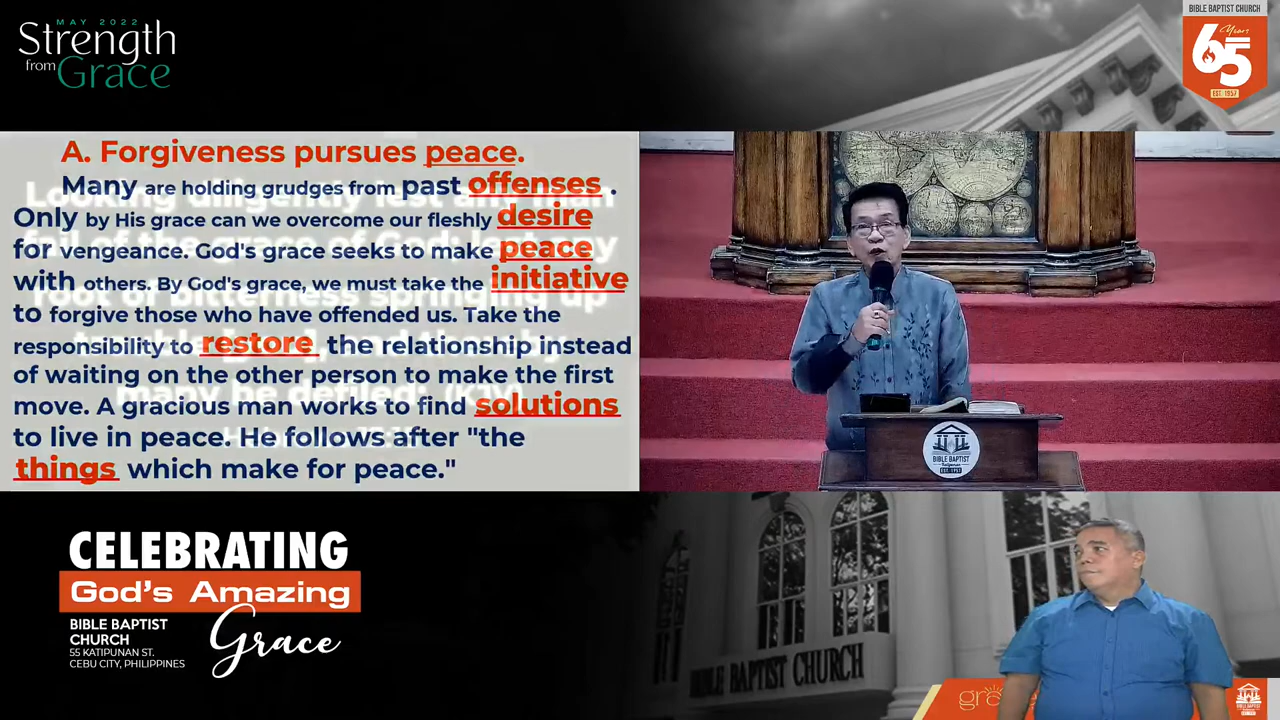 MAY 2022
Strength
from Grace
BIBLE BAPTIST CHURCH
65 Years
EST. 1957
A. Forgiveness pursues peace.
Many are holding grudges from past offenses .
Only by His grace can we overcome our fleshly desire
for vengeance. God's grace seeks to make peace
with others. By God's grace, we must take the initiative
to forgive those who have offended us. Take the
responsibility to restore the relationship instead
of waiting on the other person to make the first
move. A gracious man works to find solutions
to live in peace. He follows after "the
things which make for peace."
BIBLE BAPTIST
Katipunan
EST. 1957
CELEBRATING
God's Amazing
Grace
BIBLE BAPTIST
CHURCH
55 KATIPUNAN ST.
CEBU CITY, PHILIPPINES
BIBLE BAPTIST CHURCH
BIBLE BAPTIST